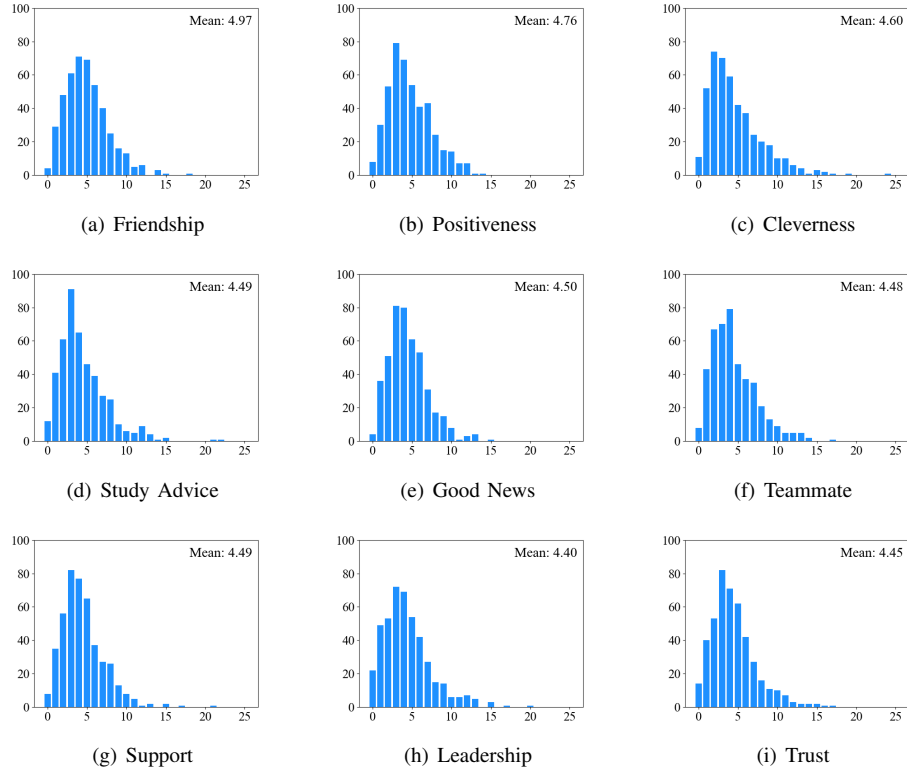 100
80
60
40
20
0
0 5 10 15 20 25
Mean: 4.97
(a) Friendship
100
80
60
40
20
0
0 5 10 15 20 25
Mean: 4.76
(b) Positiveness
100
80
60
40
20
0
0 5 10 15 20 25
Mean: 4.60
(c) Cleverness
100
80
60
40
20
0
0 5 10 15 20 25
Mean: 4.49
(d) Study Advice
100
80
60
40
20
0
0 5 10 15 20 25
Mean: 4.50
(e) Good News
100
80
60
40
20
0
0 5 10 15 20 25
Mean: 4.48
(f) Teammate
100
80
60
40
20
0
0 5 10 15 20 25
Mean: 4.49
(g) Support
100
80
60
40
20
0
0 5 10 15 20 25
Mean: 4.40
(h) Leadership
100
80
60
40
20
0
0 5 10 15 20 25
Mean: 4.45
(i) Trust